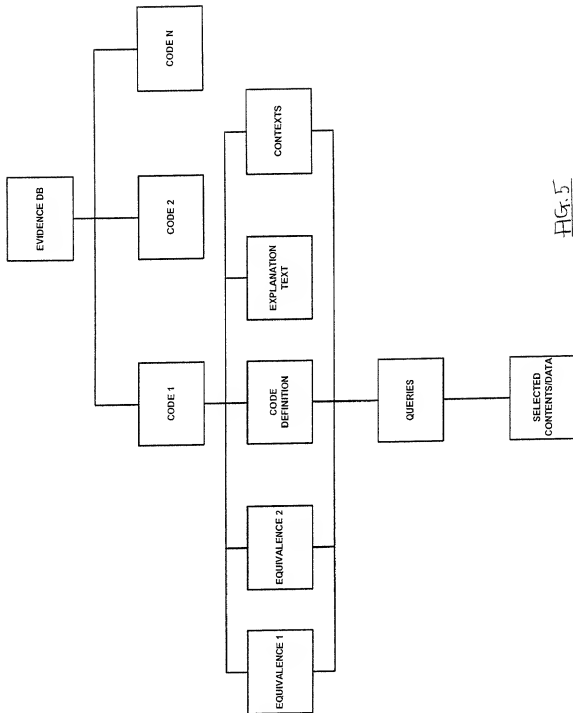 EVIDENCE DB
CODE 1
CODE 2
CODE N
EQUIVALENCE 1
EQUIVALENCE 2
CODE
DEFINITION
EXPLANATION
TEXT
CONTEXTS
QUERIES
SELECTED
CONTENTS/DATA
FIG. 5